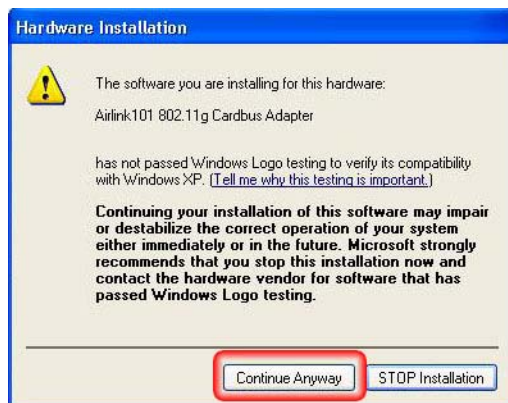 Hardware Installation
The software you are installing for this hardware:
Airlink101 802.11g Cardbus Adapter
has not passed Windows Logo testing to verify its compatibility
with Windows XP. (Tell me why this testing is important.)
Continuing your installation of this software may impair
or destabilize the correct operation of your system
either immediately or in the future. Microsoft strongly
recommends that you stop this installation now and
contact the hardware vendor for software that has
passed Windows Logo testing.
Continue Anyway STOP Installation